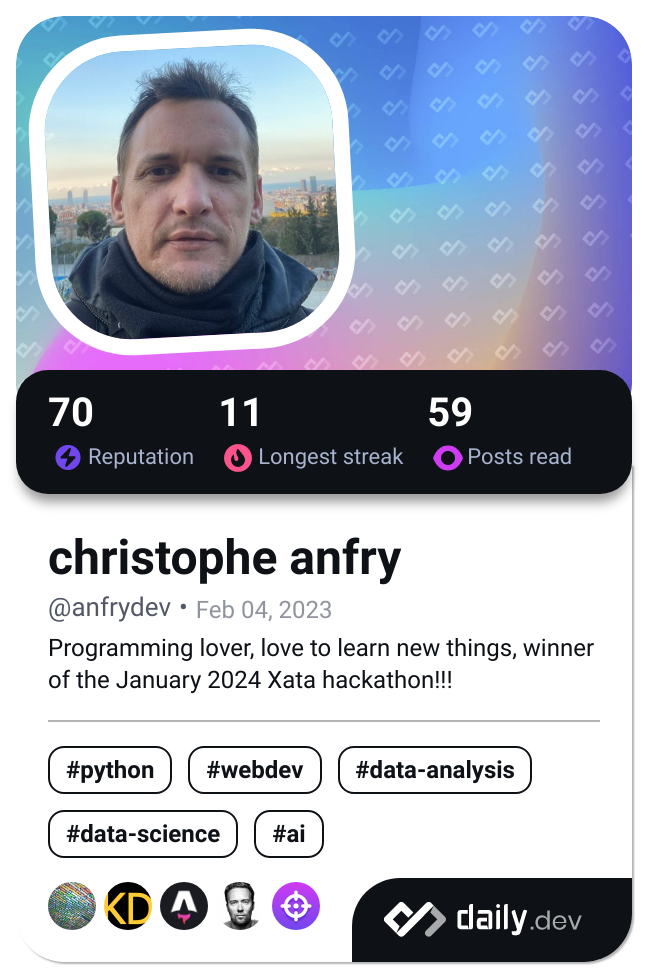 70 11 59
Reputation Longest streak Posts read
christophe anfry
@anfrydev • Feb 04, 2023
Programming lover, love to learn new things, winner
of the January 2024 Xata hackathon!!!
#python #webdev #data-analysis
#data-science #ai
KD
daily.dev